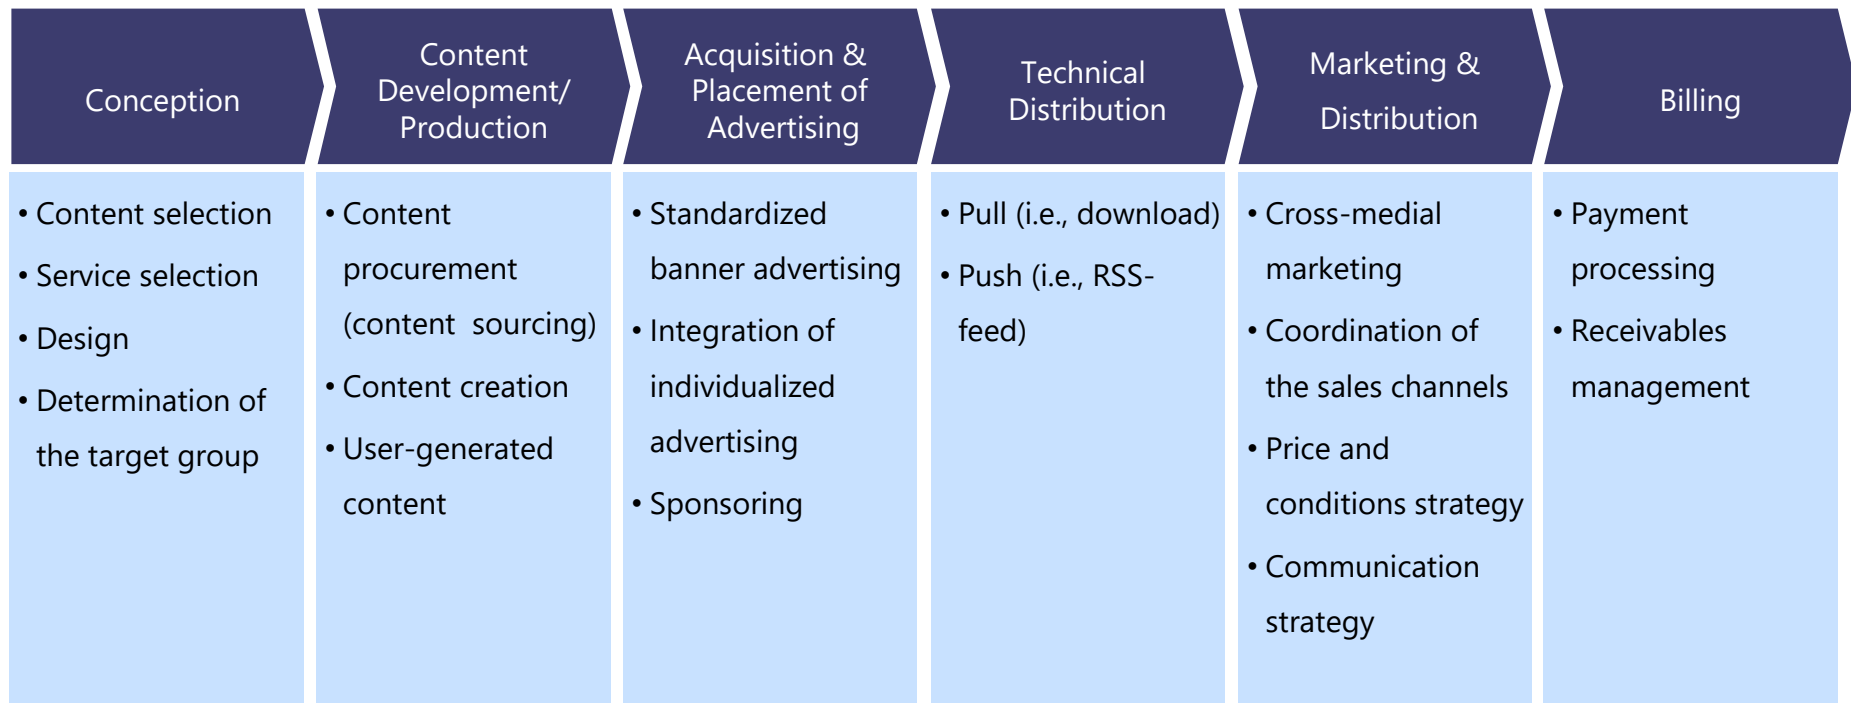 Conception
Content
Development/
Production
Acquisition &
Placement of
Advertising
Technical
Distribution
Marketing &
Distribution
Billing
• Content selection
• Service selection
• Design
• Determination of
the target group
• Content
procurement
(content sourcing)
• Content creation
• User-generated
content
• Standardized
banner advertising
• Integration of
individualized
advertising
• Sponsoring
• Pull (i.e., download)
• Push (i.e., RSS-
feed)
• Cross-medial
marketing
• Coordination of
the sales channels
• Price and
conditions strategy
• Communication
strategy
• Payment
processing
• Receivables
management